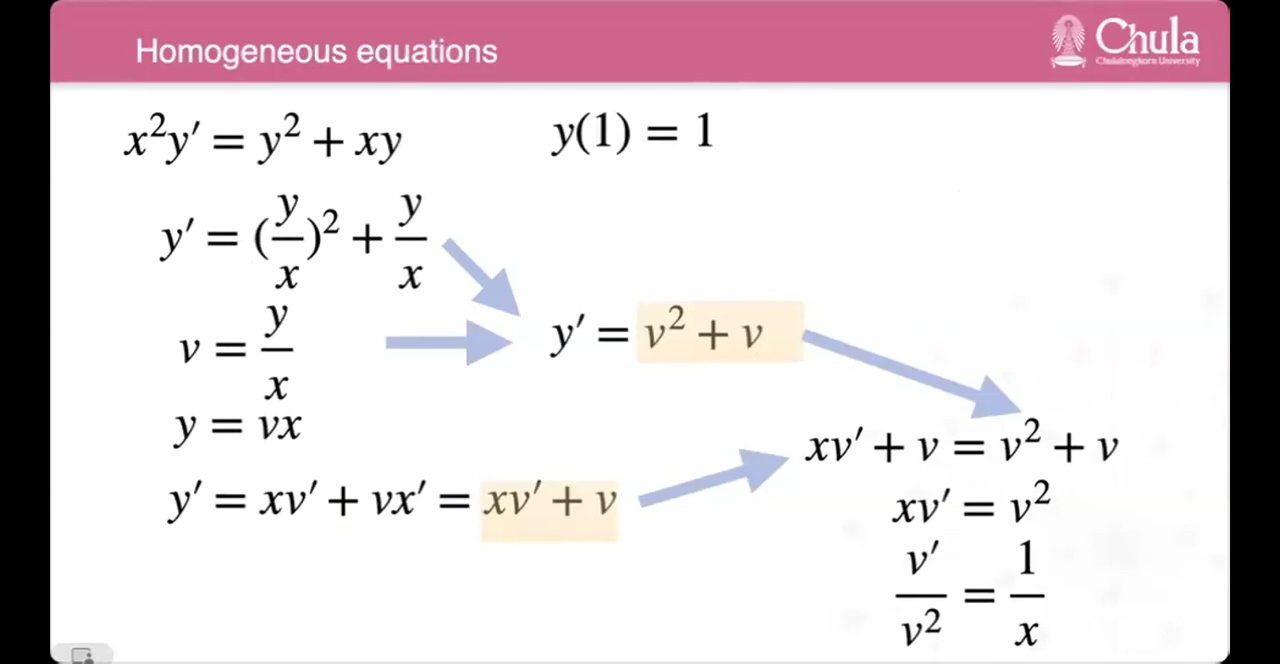 Homogeneous equations
Chula
Chulalongkorn University
x²y′ = y² + xy
y(1) = 1
y′ = (y/x)² + y/x
v = y/x
y′ = v² + v
y = vx
xv′ + v = v² + v
y′ = xv′ + vx′ = xv′ + v
xv′ = v²
v′/v² = 1/x